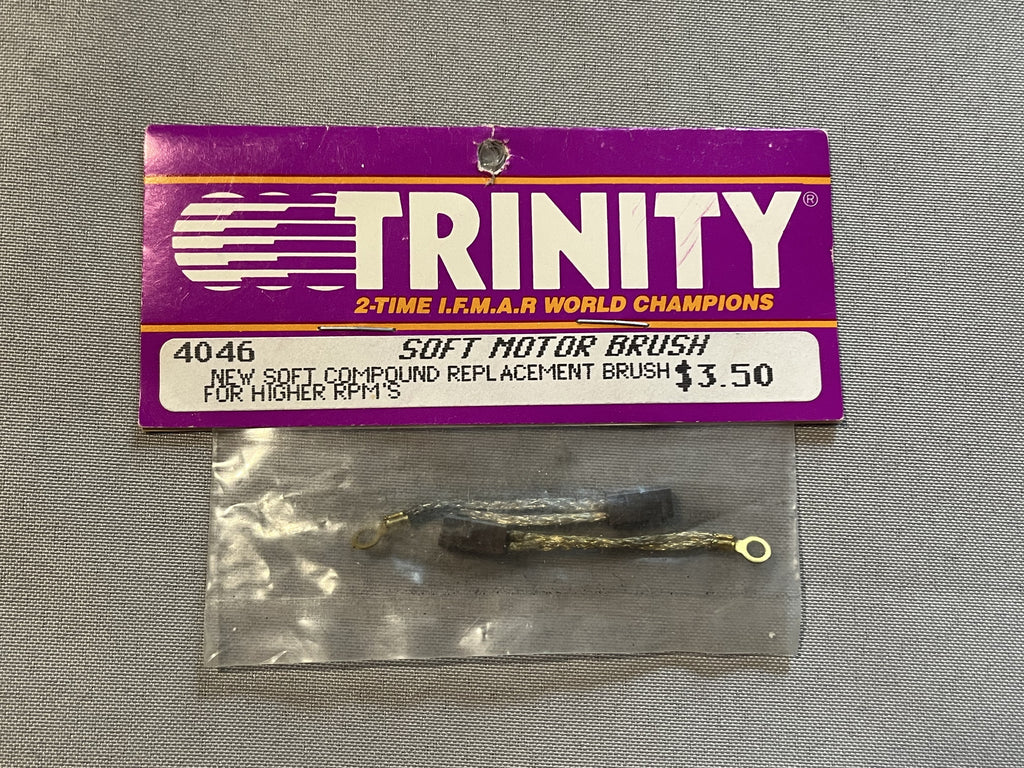 TRINITY®
2-TIME I.F.M.A.R WORLD CHAMPIONS
4046 SOFT MOTOR BRUSH
NEW SOFT COMPOUND REPLACEMENT BRUSH $3.50
FOR HIGHER RPM'S